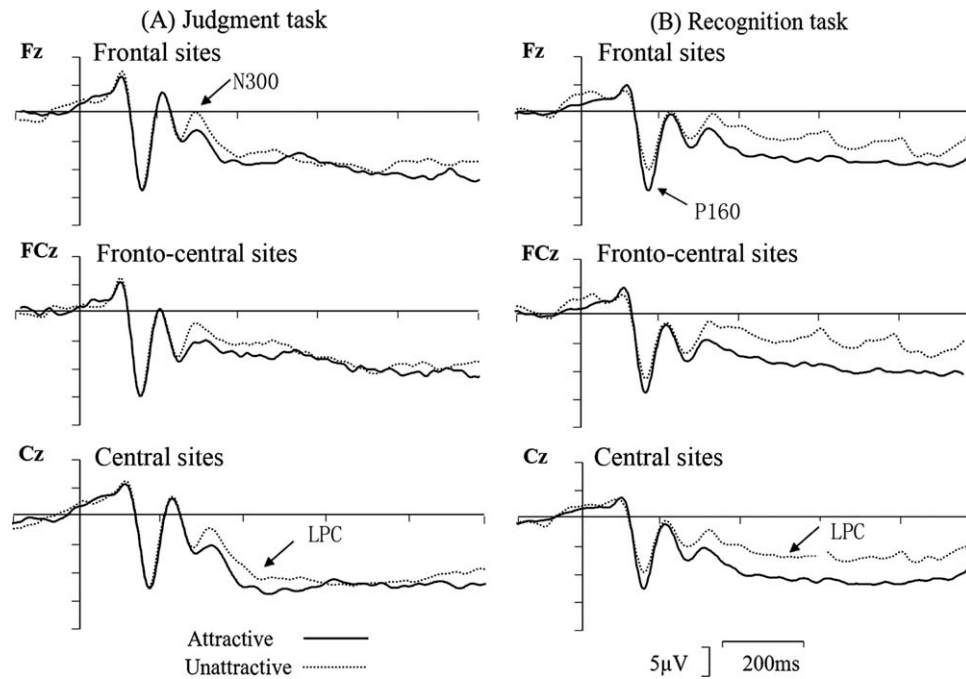 (A) Judgment task
Fz Frontal sites
N300
FCz Fronto-central sites
Cz Central sites
LPC
Attractive
Unattractive
(B) Recognition task
Fz Frontal sites
P160
FCz Fronto-central sites
Cz Central sites
LPC
5μV
200ms